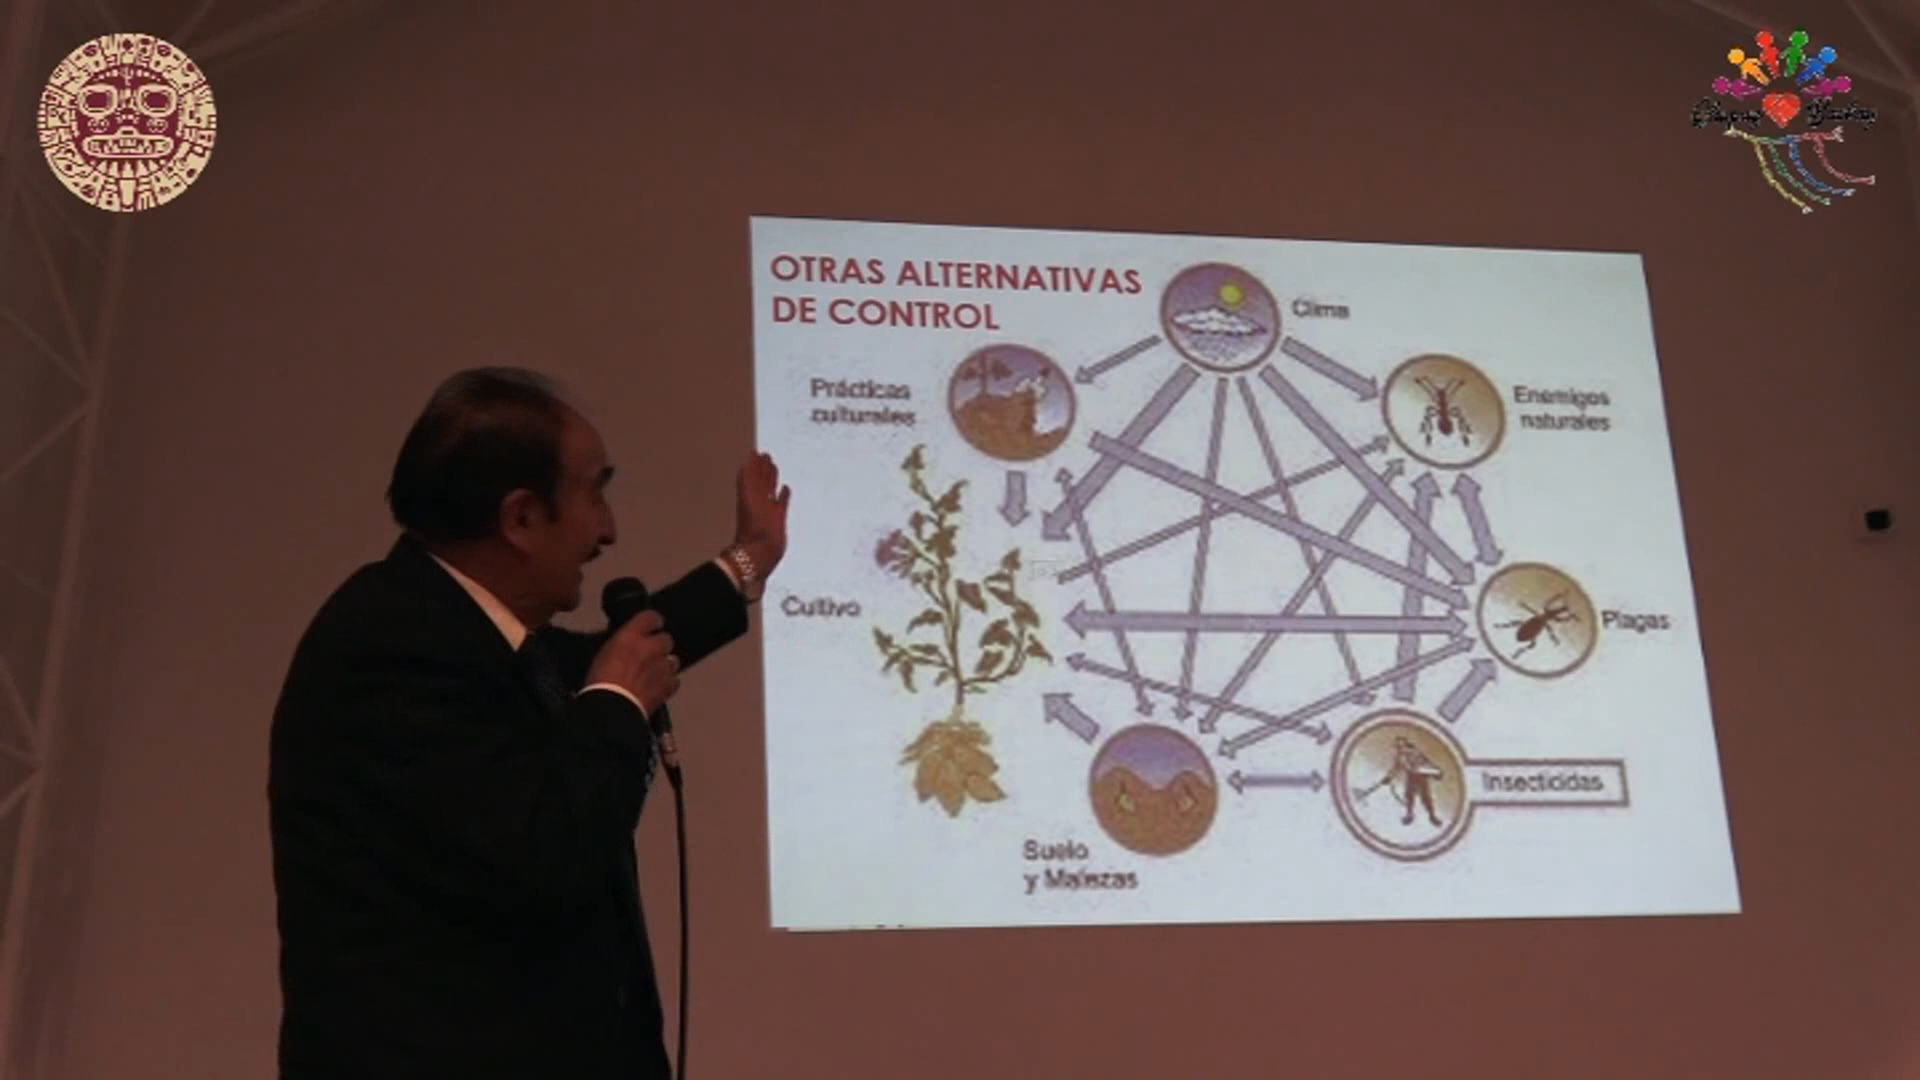 OTRAS ALTERNATIVAS
DE CONTROL
Clima
Prácticas
culturales
Enemigos
naturales
Cultivo
Plagas
Insecticidas
Suelo
y Malezas